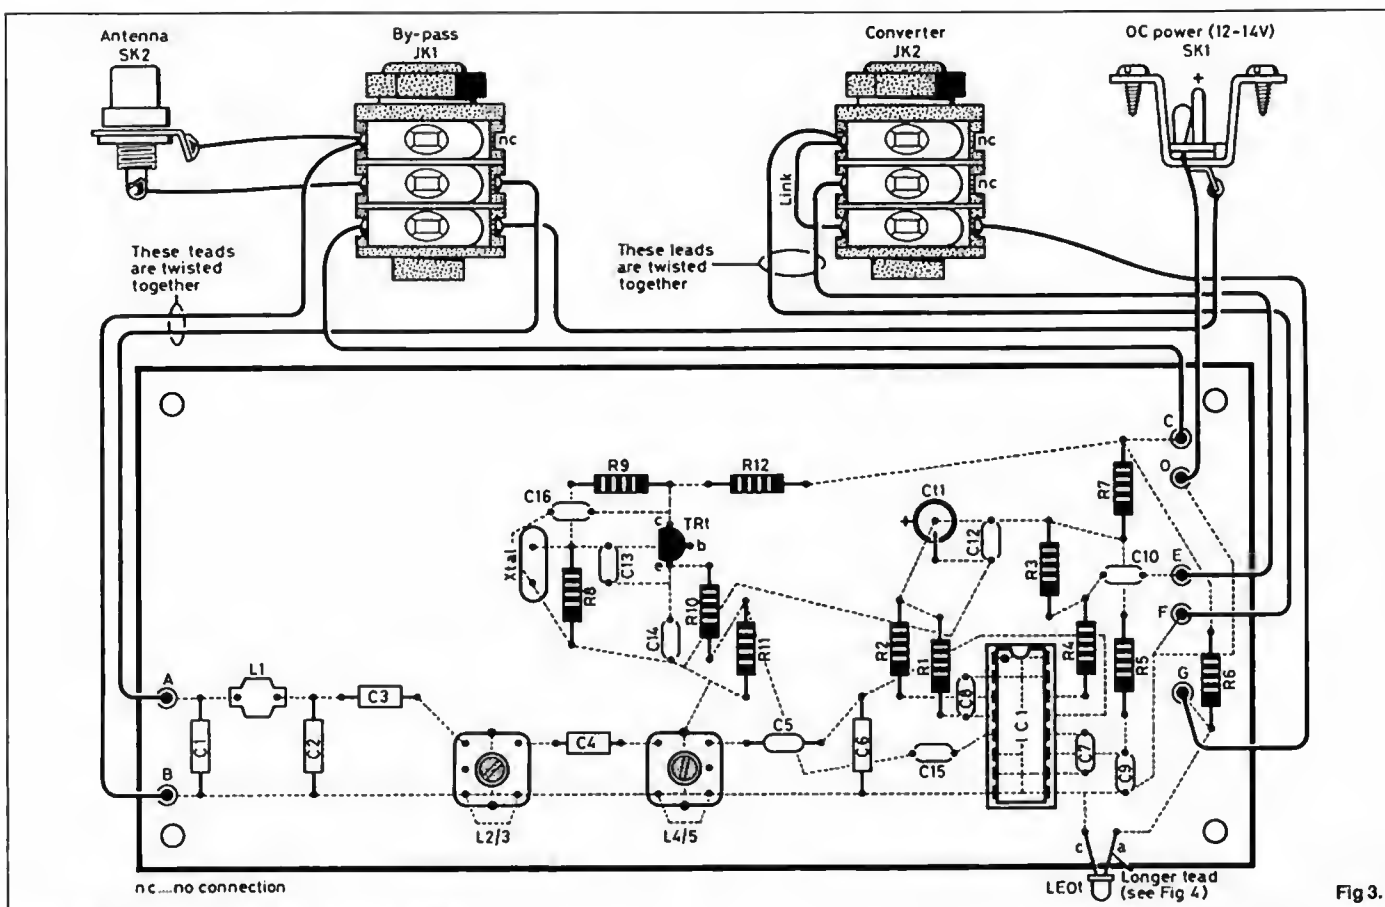 Antenna
SK2
By-pass
JK1
Converter
JK2
OC power (12-14V)
SK1
+
nc
nc
nc
Link
These leads
are twisted
together
These leads
are twisted
together
C
O
E
F
G
A
B
R9
R12
C16
c
TR1
b
e
Xtal
C13
R8
R10
C14
R11
C11
+
C12
R3
R7
C10
R2
R1
R4
R5
R6
C8
IC1
C7
C9
L1
C3
C1
C2
C4
C5
C6
C15
L2/3
L4/5
c
a
LED1
Longer lead
(see Fig 4)
n c....no connection
Fig 3.